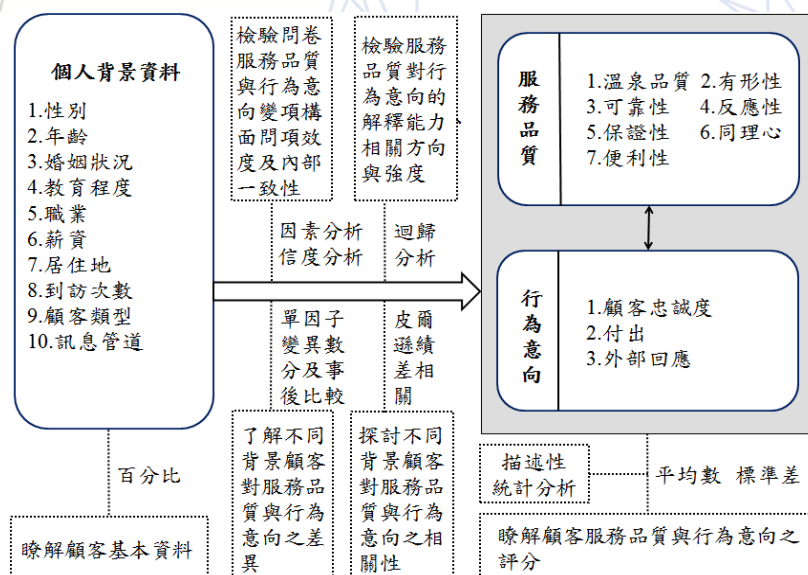 個人背景資料
1.性別
2.年齡
3.婚姻狀況
4.教育程度
5.職業
6.薪資
7.居住地
8.到訪次數
9.顧客類型
10.訊息管道
百分比
瞭解顧客基本資料
檢驗問卷
服務品質
與行為意
向變項構
面問項效
度及內部
一致性
因素分析
信度分析
單因子
變異數
分及事
後比較
了解不同
背景顧客
對服務品
質與行為
意向之差
異
檢驗服務
品質對行
為意向的
解釋能力
相關方向
與強度
迴歸
分析
皮爾
遜績
差相
關
探討不同
背景顧客
對服務品
質與行為
意向之相
關性
服務品質
1.溫泉品質 2.有形性
3.可靠性 4.反應性
5.保證性 6.同理心
7.便利性
行為意向
1.顧客忠誠度
2.付出
3.外部回應
描述性
統計分析
平均數 標準差
瞭解顧客服務品質與行為意向之
評分